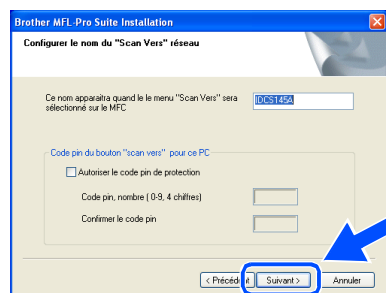 Brother MFL-Pro Suite Installation
Configurer le nom du "Scan Vers" réseau
Ce nom apparaitra quand le le menu "Scan Vers" sera
sélectionné sur le MFC
IDCS145A
Code pin du bouton "scan vers" pour ce PC
Autoriser le code pin de protection
Code pin, nombre ( 0-9, 4 chiffres)
Confirmer le code pin
< Précédent Suivant > Annuler